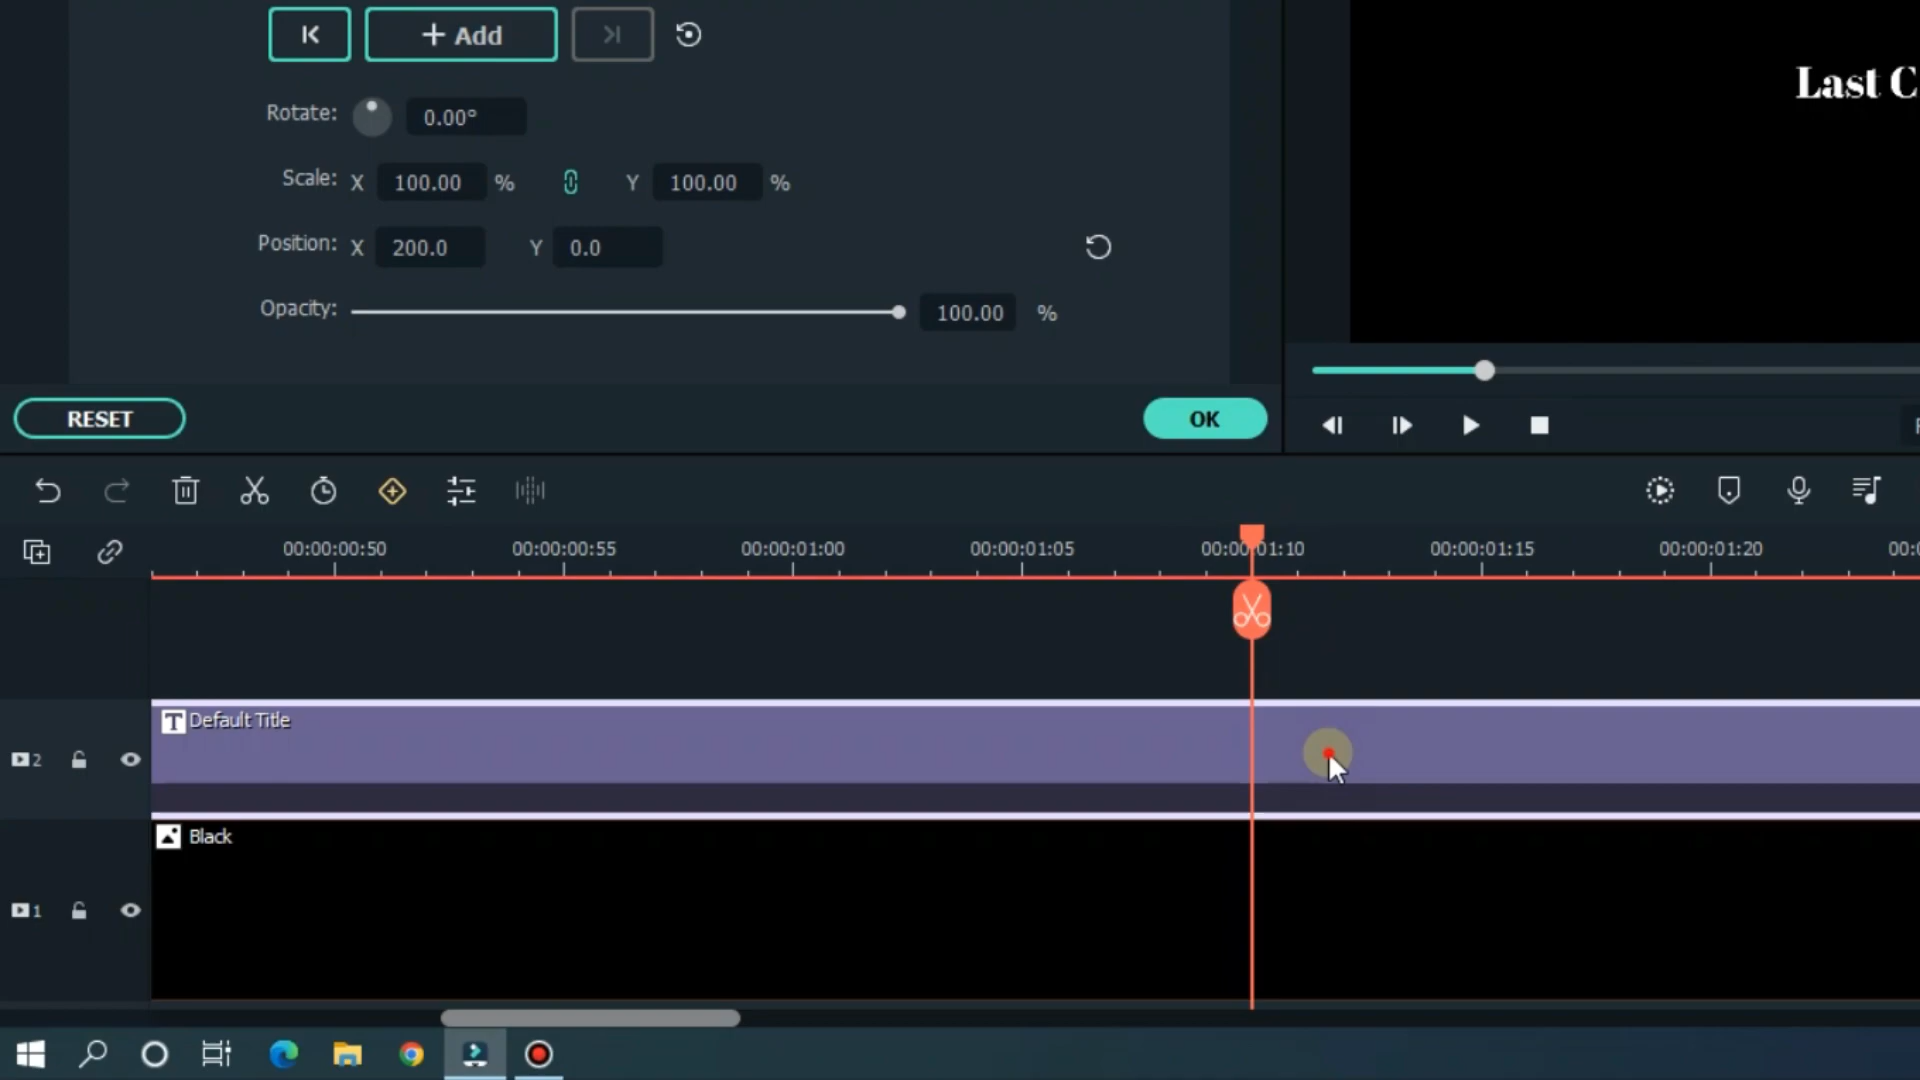 + Add
Last C
Rotate: 0.00°
Scale: X 100.00 % Y 100.00 %
Position: X 200.0 Y 0.0
Opacity: 100.00 %
RESET OK
00:00:00:50 00:00:00:55 00:00:01:00 00:00:01:05 00:00:01:10 00:00:01:15 00:00:01:20 00:0
T Default Title
2
Black
1